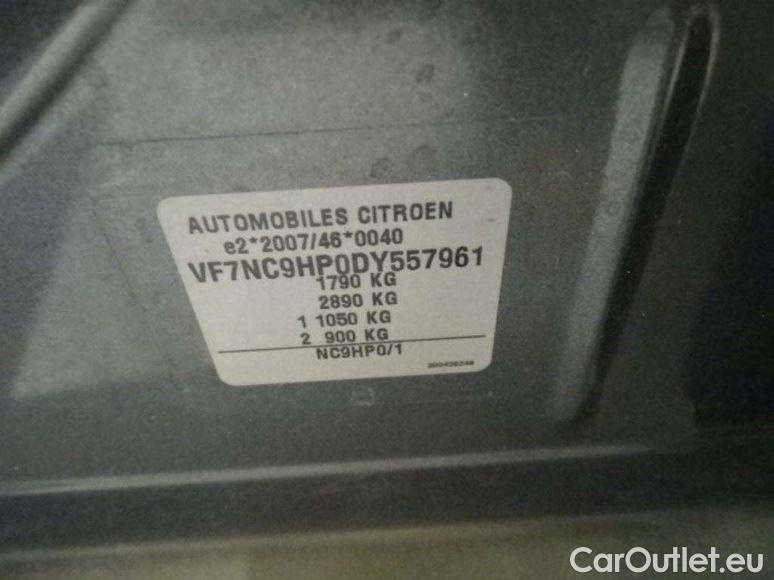 AUTOMOBILES CITROEN
e2*2007/46*0040
VF7NC9HP0DY557961
1790 KG
2890 KG
1 1050 KG
2 900 KG
NC9HP0/1
CarOutlet.eu